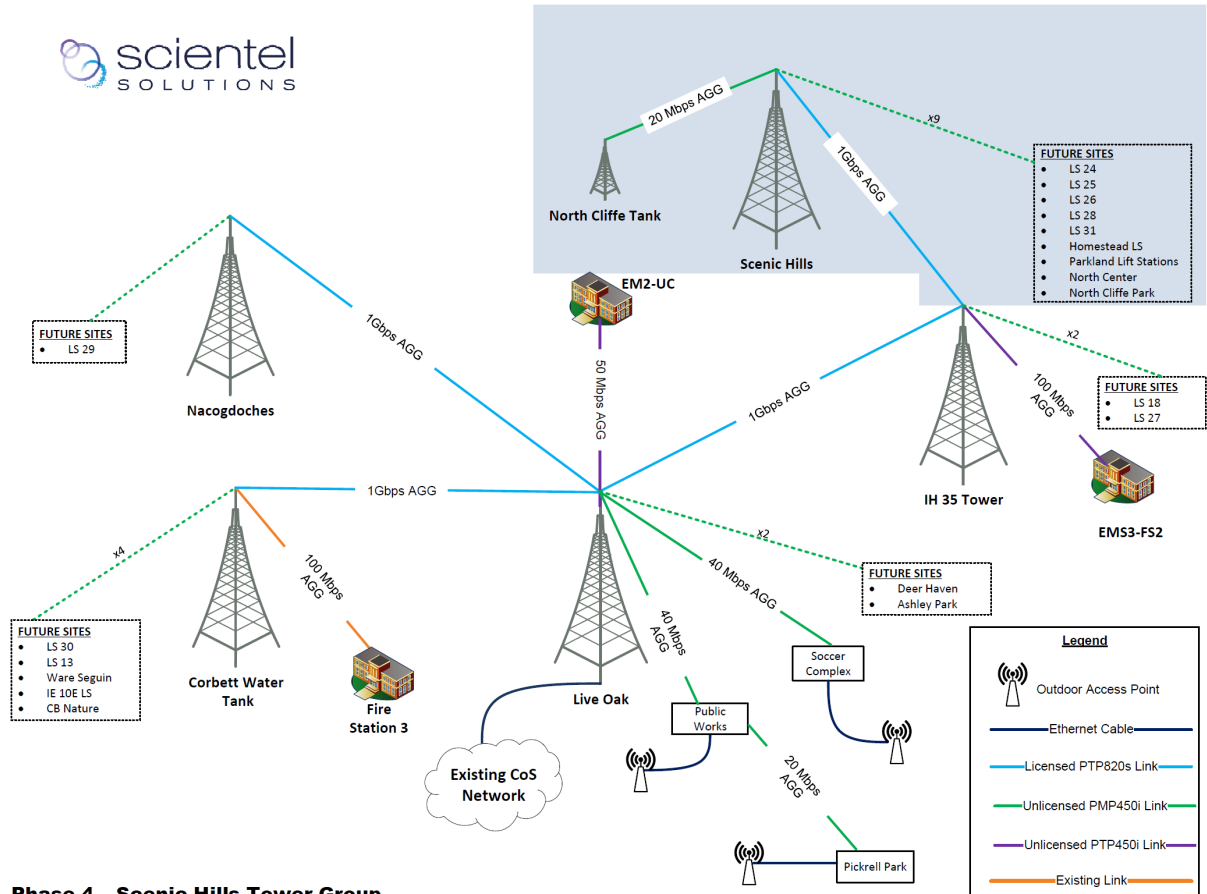 scientel
SOLUTIONS
20 Mbps AGG
x9
1Gbps AGG
North Cliffe Tank
Scenic Hills
FUTURE SITES
• LS 24
• LS 25
• LS 26
• LS 28
• LS 31
• Homestead LS
• Parkland Lift Stations
• North Center
• North Cliffe Park
EM2-UC
1Gbps AGG
FUTURE SITES
• LS 29
Nacogdoches
50 Mbps AGG
1Gbps AGG
x2
100 Mbps
AGG
FUTURE SITES
• LS 18
• LS 27
IH 35 Tower
EMS3-FS2
1Gbps AGG
x4
100 Mbps
AGG
FUTURE SITES
• LS 30
• LS 13
• Ware Seguin
• IE 10E LS
• CB Nature
Corbett Water
Tank
Fire
Station 3
Live Oak
x2
40 Mbps AGG
40 Mbps
AGG
FUTURE SITES
• Deer Haven
• Ashley Park
Soccer
Complex
Public
Works
20 Mbps
AGG
Pickrell Park
Existing CoS
Network
Legend
Outdoor Access Point
Ethernet Cable
Licensed PTP820s Link
Unlicensed PMP450i Link
Unlicensed PTP450i Link
Existing Link
Phase 4 – Scenic Hills Tower Group